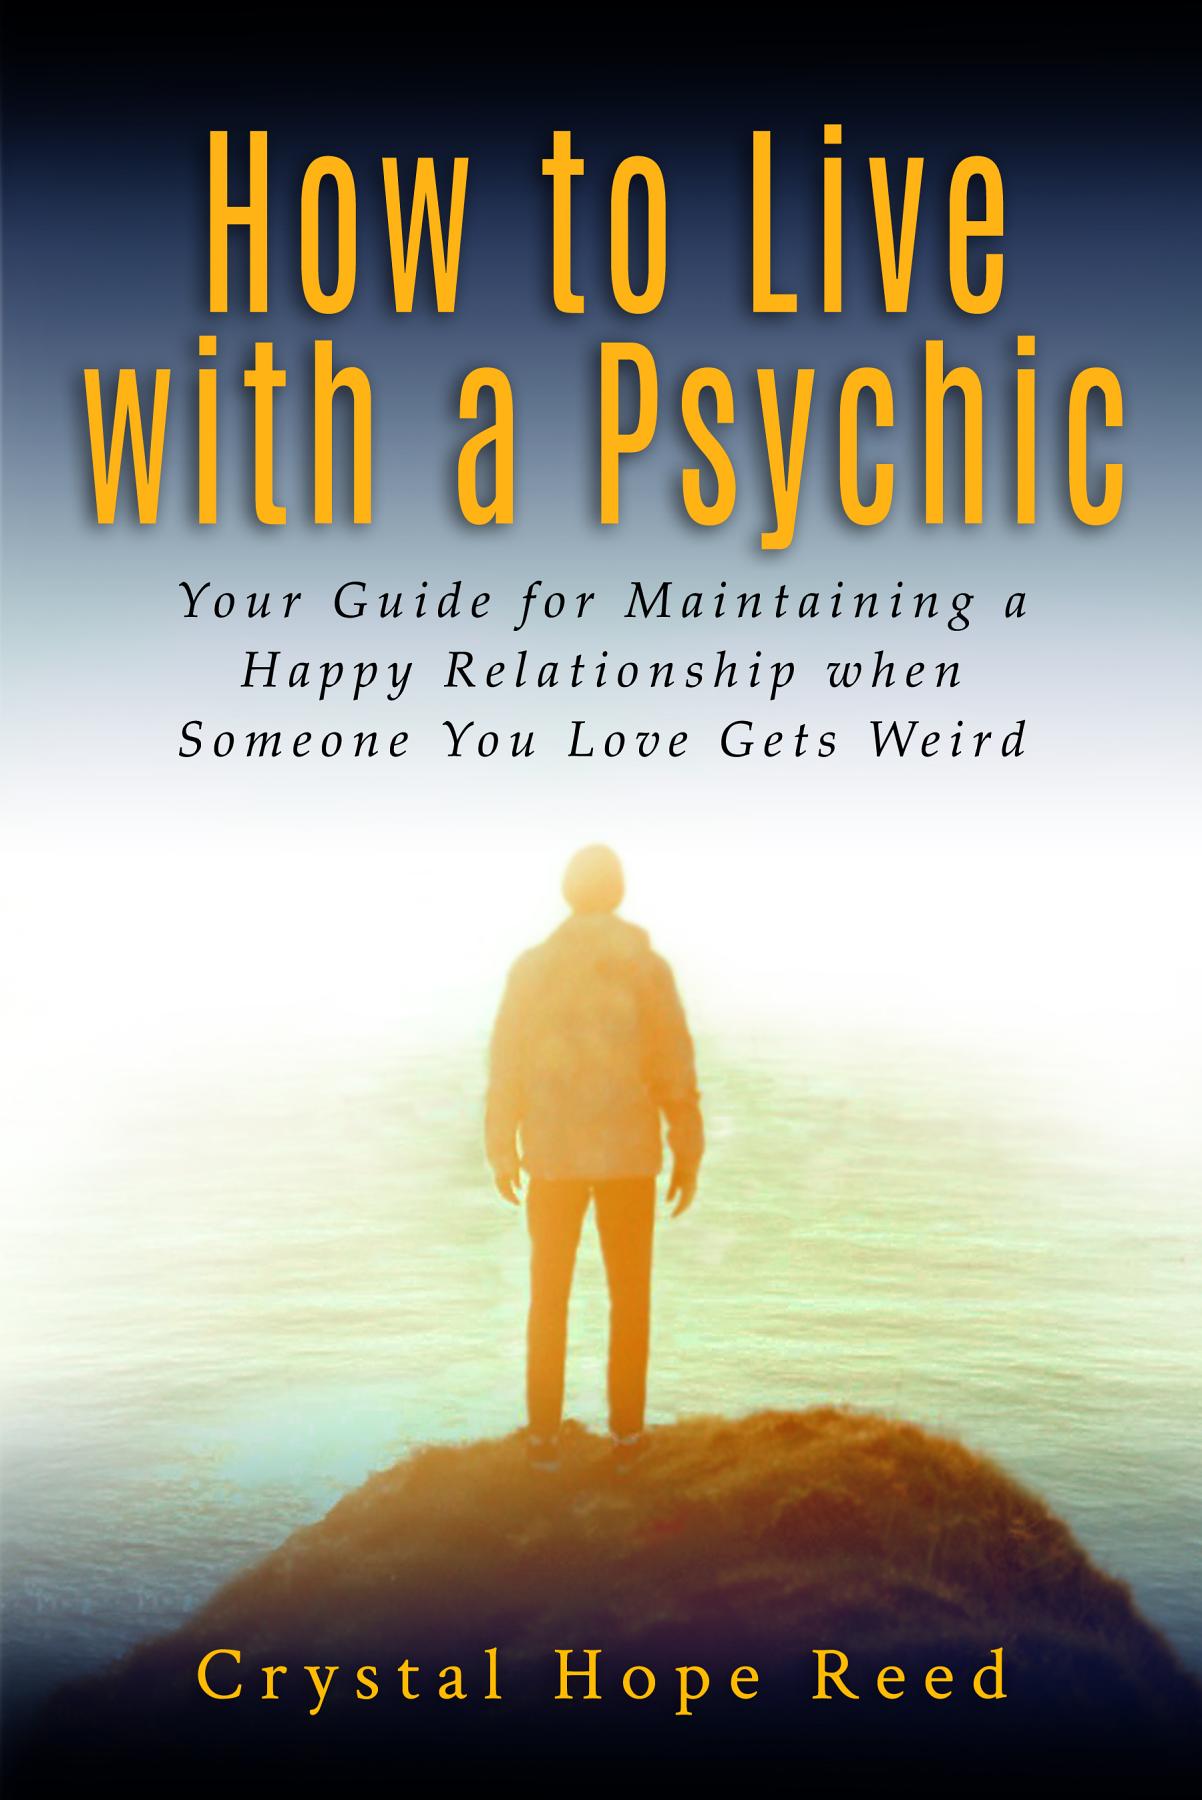 How to Live
with a Psychic
Your Guide for Maintaining a
Happy Relationship when
Someone You Love Gets Weird
Crystal Hope Reed